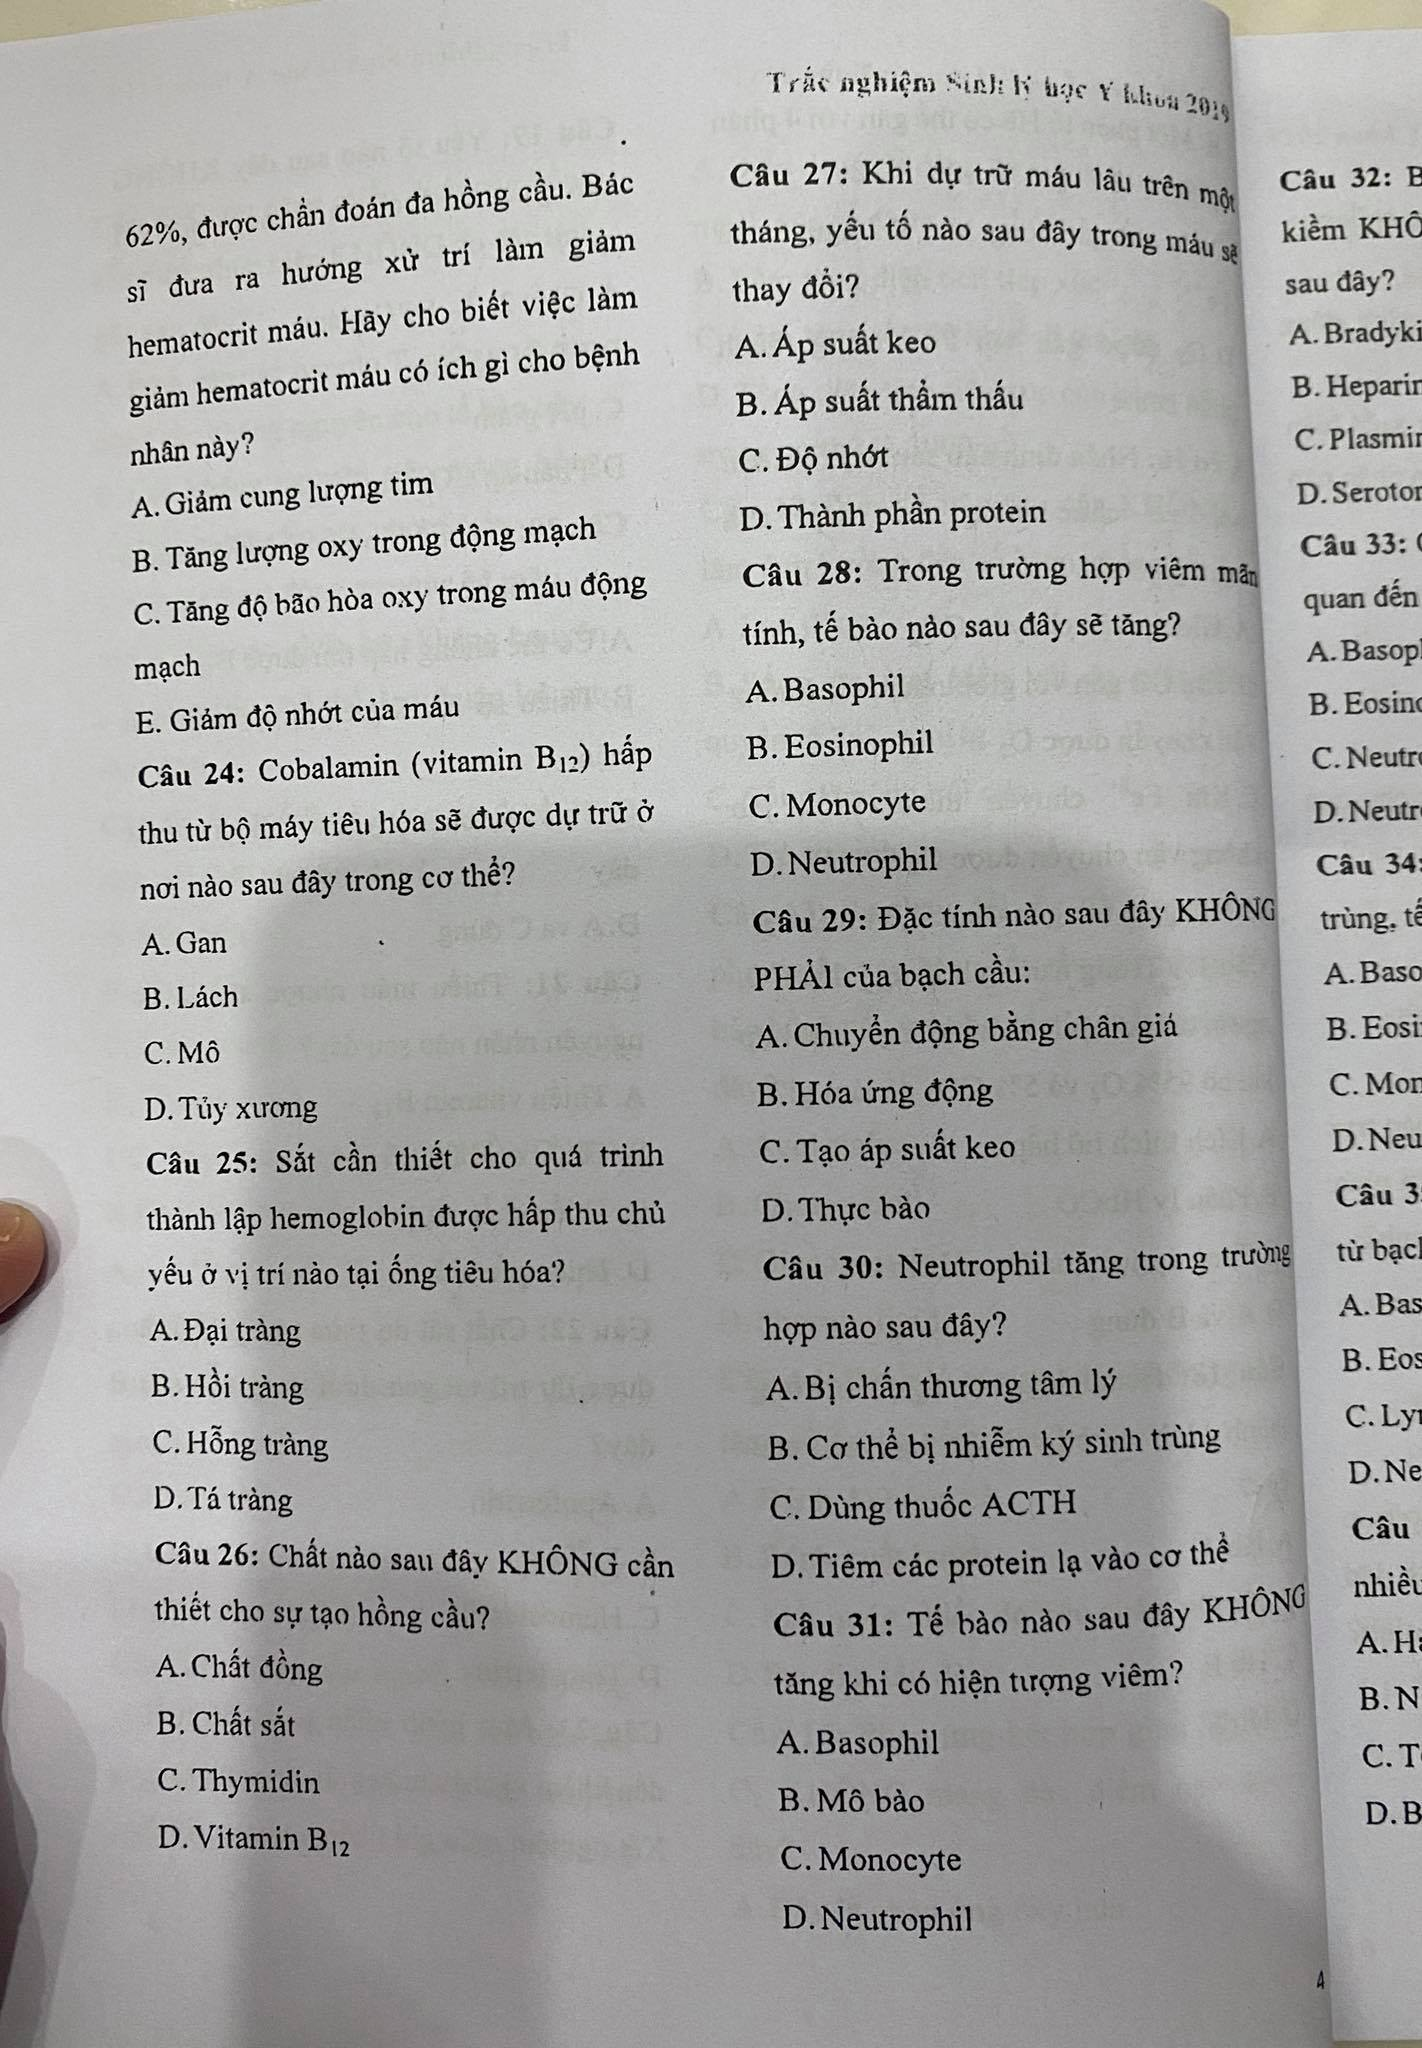 Trắc nghiệm Sinh lý học Y khoa 2019
62%, được chẩn đoán đa hồng cầu. Bác
sĩ đưa ra hướng xử trí làm giảm
hematocrit máu. Hãy cho biết việc làm
giảm hematocrit máu có ích gì cho bệnh
nhân này?
A. Giảm cung lượng tim
B. Tăng lượng oxy trong động mạch
C. Tăng độ bão hòa oxy trong máu động
mạch
E. Giảm độ nhớt của máu
Câu 24: Cobalamin (vitamin B₁₂) hấp
thu từ bộ máy tiêu hóa sẽ được dự trữ ở
nơi nào sau đây trong cơ thể?
A. Gan
B. Lách
C. Mô
D. Tủy xương
Câu 25: Sắt cần thiết cho quá trình
thành lập hemoglobin được hấp thu chủ
yếu ở vị trí nào tại ống tiêu hóa?
A. Đại tràng
B. Hồi tràng
C. Hỗng tràng
D. Tá tràng
Câu 26: Chất nào sau đây KHÔNG cần
thiết cho sự tạo hồng cầu?
A. Chất đồng
B. Chất sắt
C. Thymidin
D. Vitamin B₁₂
Câu 27: Khi dự trữ máu lâu trên một
tháng, yếu tố nào sau đây trong máu sẽ
thay đổi?
A. Áp suất keo
B. Áp suất thẩm thấu
C. Độ nhớt
D. Thành phần protein
Câu 28: Trong trường hợp viêm mãn
tính, tế bào nào sau đây sẽ tăng?
A. Basophil
B. Eosinophil
C. Monocyte
D. Neutrophil
Câu 29: Đặc tính nào sau đây KHÔNG
PHẢI của bạch cầu:
A. Chuyển động bằng chân giả
B. Hóa ứng động
C. Tạo áp suất keo
D. Thực bào
Câu 30: Neutrophil tăng trong trường
hợp nào sau đây?
A. Bị chấn thương tâm lý
B. Cơ thể bị nhiễm ký sinh trùng
C. Dùng thuốc ACTH
D. Tiêm các protein lạ vào cơ thể
Câu 31: Tế bào nào sau đây KHÔNG
tăng khi có hiện tượng viêm?
A. Basophil
B. Mô bào
C. Monocyte
D. Neutrophil
4
Câu 32:
kiềm
sau đây?
A.
B.
C.
D.
Câu 33:
quan đến
A.
B.
C.
D.
Câu 34:
trùng,
A.
B.
C.
D.
Câu
từ
A.
B.
C.
D.
Câu
A.
B.
C.
D.